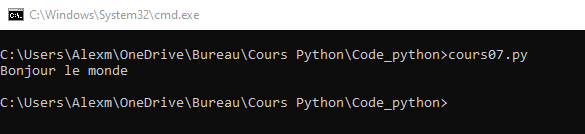 C:\Windows\System32\cmd.exe
C:\Users\Alexm\OneDrive\Bureau\Cours Python\Code_python>cours07.py
Bonjour le monde
C:\Users\Alexm\OneDrive\Bureau\Cours Python\Code_python>